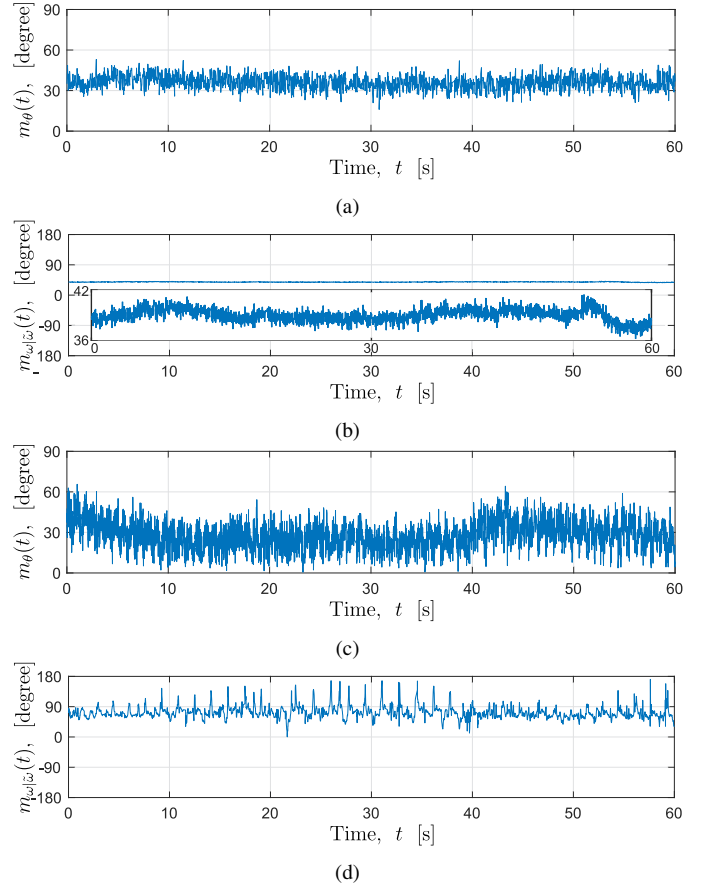 90
60
30
0
m_θ(t), [degree]
0 10 20 30 40 50 60
Time, t [s]
(a)
180
90
0
-90
-180
m_{ω|ω̃}(t), [degree]
42
36
0 30 60
0 10 20 30 40 50 60
Time, t [s]
(b)
90
60
30
0
m_θ(t), [degree]
0 10 20 30 40 50 60
Time, t [s]
(c)
180
90
0
-90
-180
m_{ω|ω̃}(t), [degree]
0 10 20 30 40 50 60
Time, t [s]
(d)